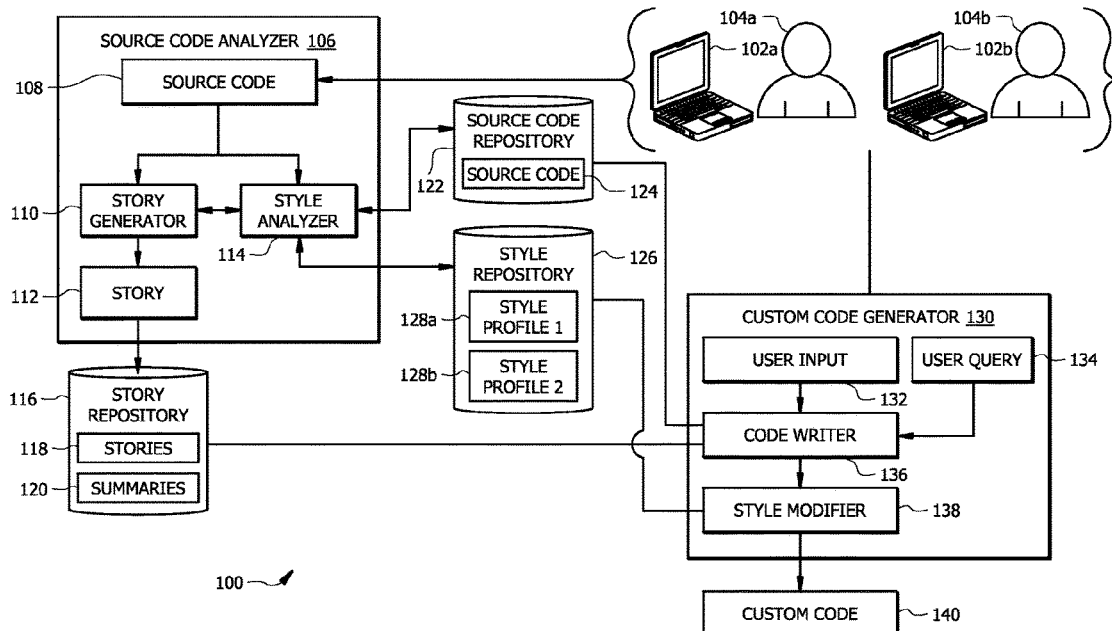 SOURCE CODE ANALYZER 106
108
SOURCE CODE
104a
102a
104b
102b
SOURCE CODE
REPOSITORY
122
SOURCE CODE
124
110
STORY
GENERATOR
STYLE
ANALYZER
114
112
STORY
STYLE
REPOSITORY
126
128a
STYLE
PROFILE 1
128b
STYLE
PROFILE 2
116
STORY
REPOSITORY
118
STORIES
120
SUMMARIES
CUSTOM CODE GENERATOR 130
USER INPUT
132
USER QUERY
134
CODE WRITER
136
STYLE MODIFIER
138
100
CUSTOM CODE
140